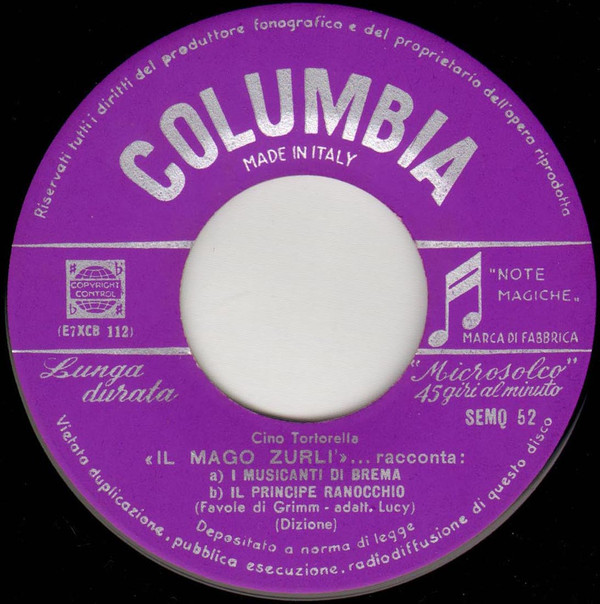 Riservati tutti i diritti del produttore fonografico e del proprietario dell'opera riprodotta
COLUMBIA
MADE IN ITALY
COPYRIGHT
CONTROL
(E7XCB 112)
"NOTE
MAGICHE„
MARCA DI FABBRICA
Lunga
durata
"Microsolco"
45 giri al minuto
SEMQ 52
Cino Tortorella
«IL MAGO ZURLI'»... racconta:
a) I MUSICANTI DI BREMA
b) IL PRINCIPE RANOCCHIO
(Favole di Grimm - adatt. Lucy)
(Dizione)
Depositato a norma di legge
Vietata duplicazione, pubblica esecuzione, radiodiffusione di questo disco